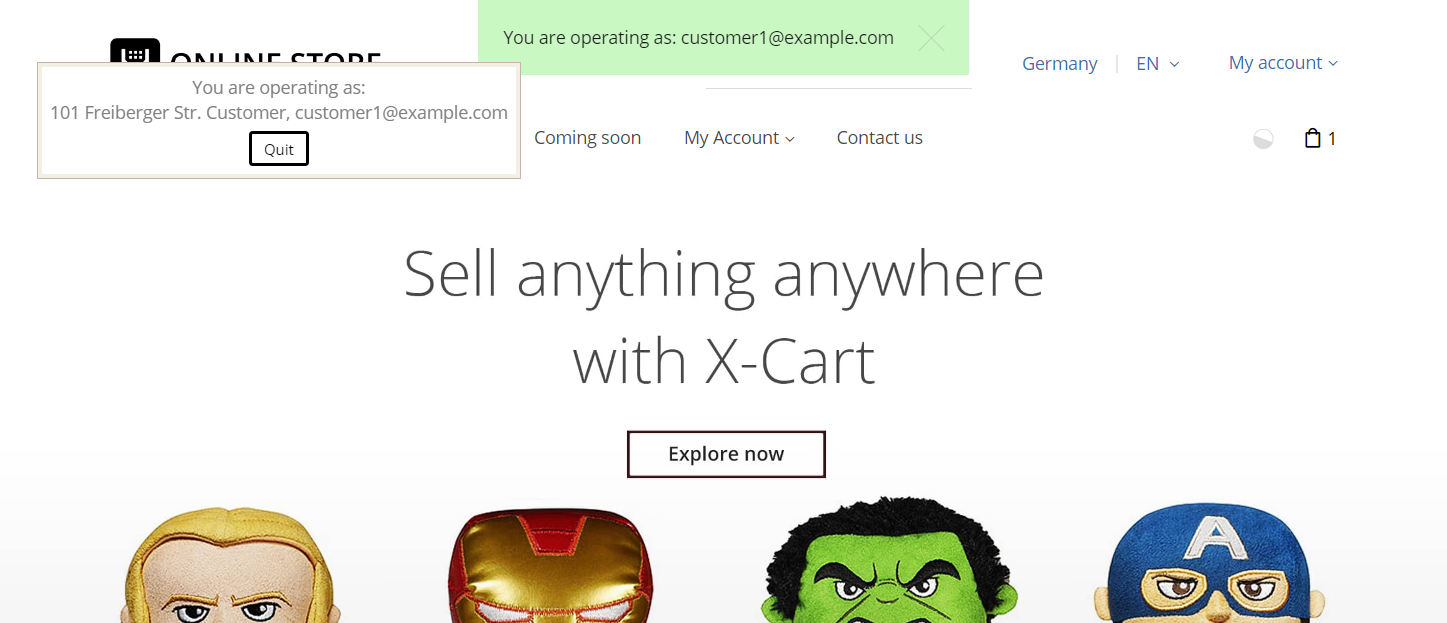 You are operating as: customer1@example.com
ONLINE STORE
Germany
EN
My account
You are operating as:
101 Freiberger Str. Customer, customer1@example.com
Quit
Coming soon
My Account
Contact us
1
Sell anything anywhere
with X-Cart
Explore now
A